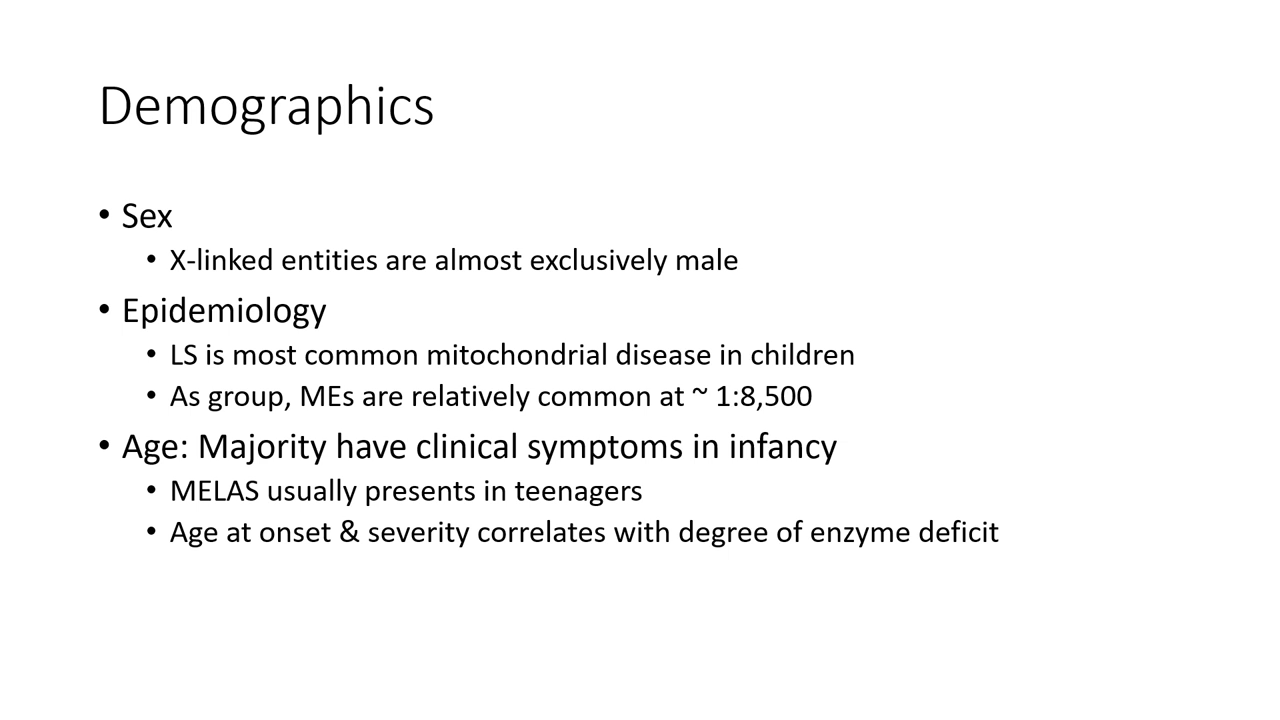 Demographics
• Sex
• X-linked entities are almost exclusively male
• Epidemiology
• LS is most common mitochondrial disease in children
• As group, MEs are relatively common at ~ 1:8,500
• Age: Majority have clinical symptoms in infancy
• MELAS usually presents in teenagers
• Age at onset & severity correlates with degree of enzyme deficit